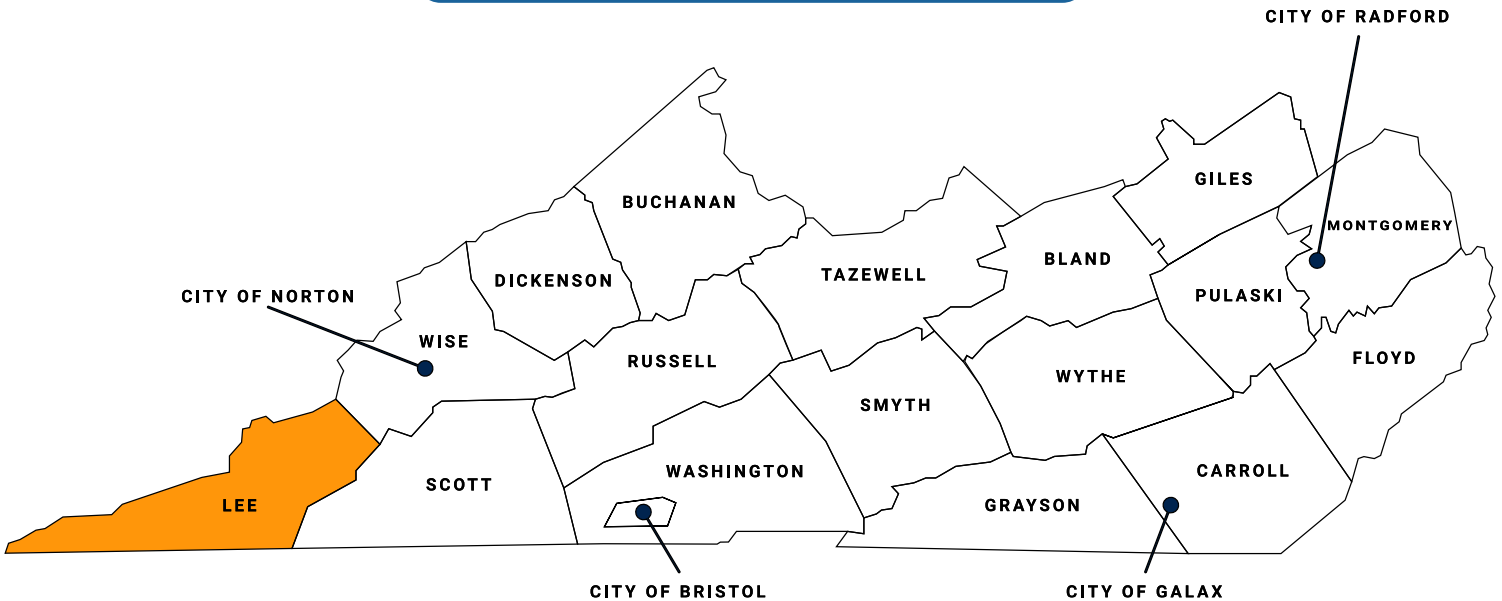 CITY OF RADFORD
GILES
BUCHANAN
MONTGOMERY
BLAND
TAZEWELL
DICKENSON
PULASKI
CITY OF NORTON
WISE
FLOYD
RUSSELL
WYTHE
SMYTH
WASHINGTON
CARROLL
SCOTT
LEE
GRAYSON
CITY OF BRISTOL
CITY OF GALAX